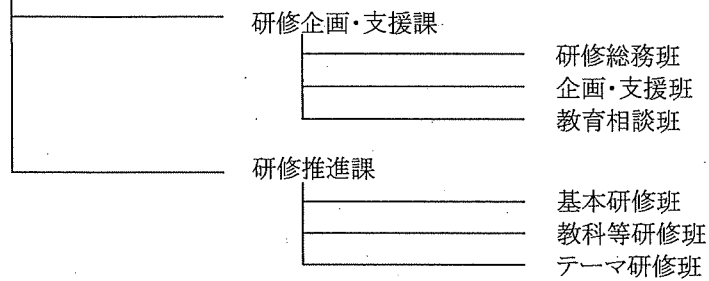 研修企画・支援課
研修総務班
企画・支援班
教育相談班
研修推進課
基本研修班
教科等研修班
テーマ研修班